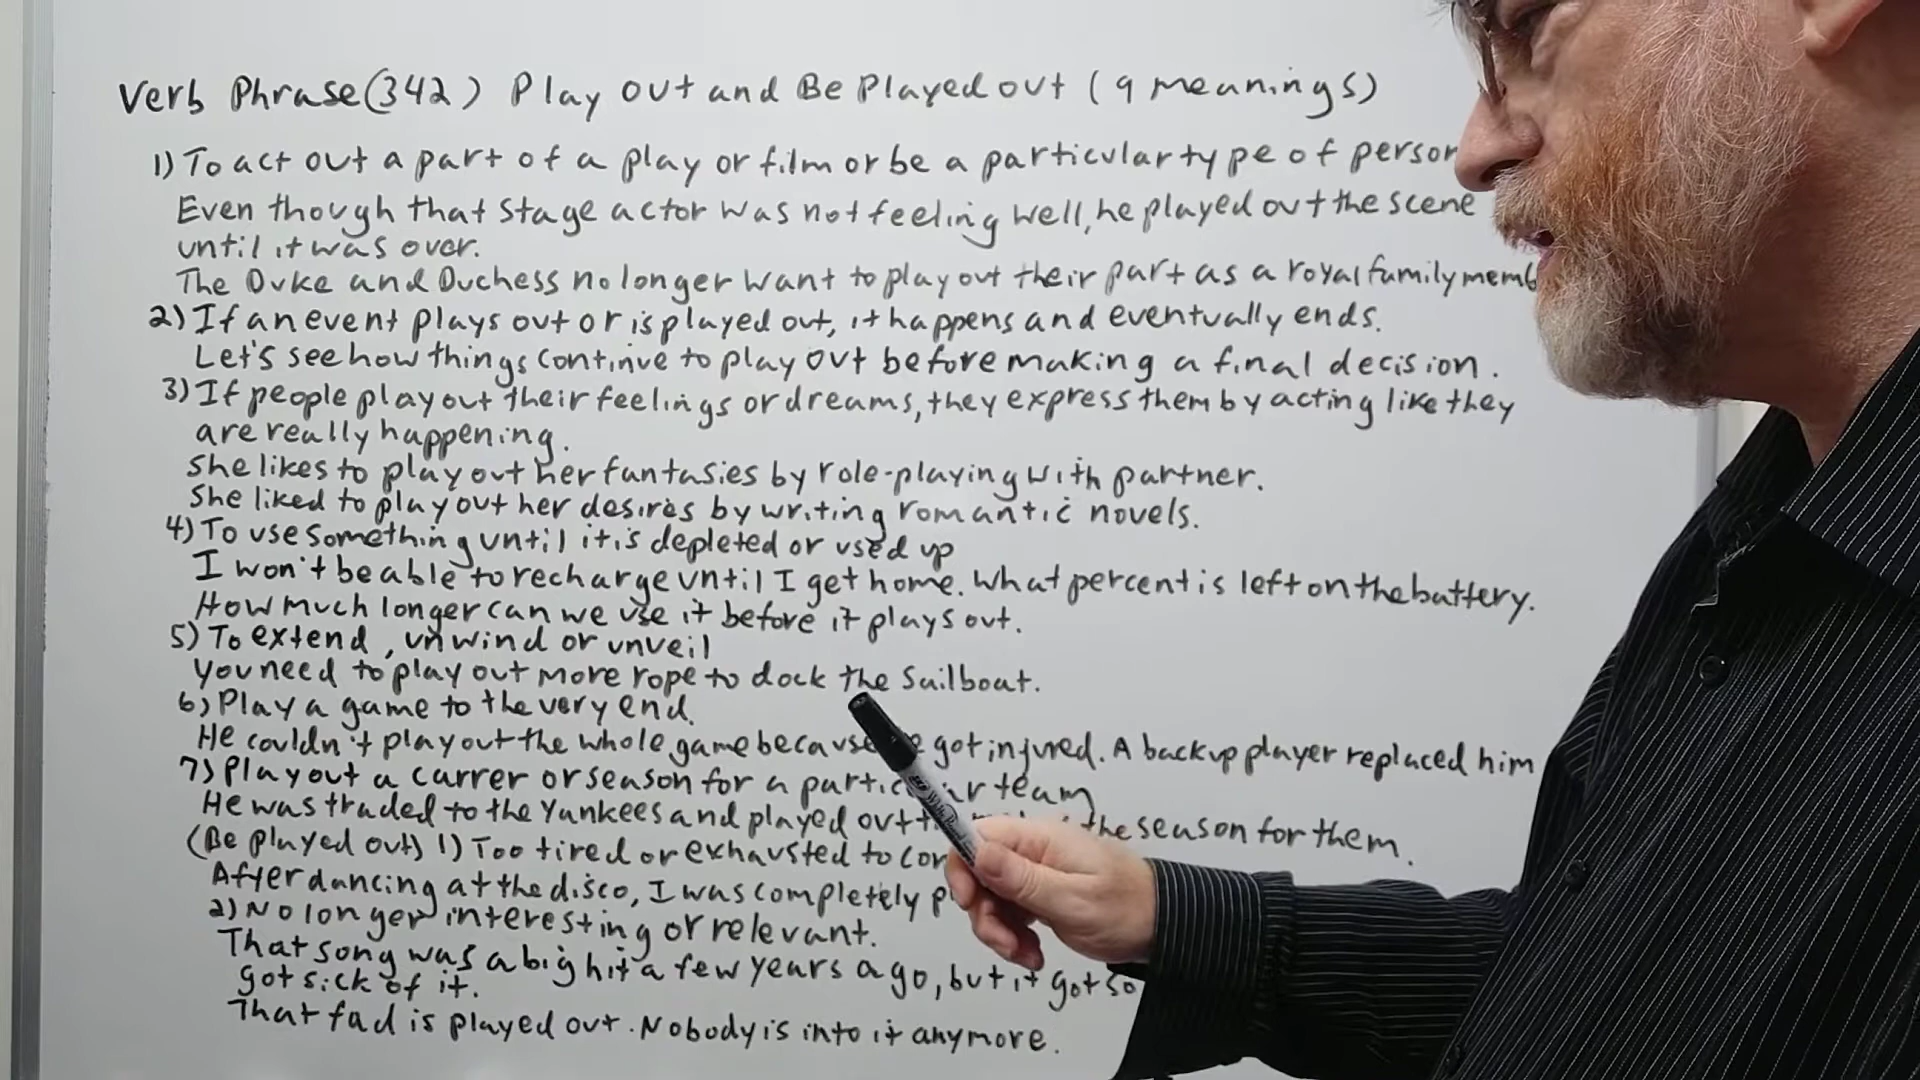 Verb Phrase(342) Play out and Be Played out (9 meanings)
1) To act out a part of a play or film or be a particular type of person
Even though that stage actor was not feeling well, he played out the scene
until it was over.
The Duke and Duchess no longer want to play out their part as a royal family memb
2) If an event plays out or is played out, it happens and eventually ends.
Let's see how things continue to play out before making a final decision.
3) If people play out their feelings or dreams, they express them by acting like they
are really happening.
She likes to play out her fantasies by role-playing with partner.
She liked to play out her desires by writing romantic novels.
4) To use something until it is depleted or used up
I won't be able to recharge until I get home. What percent is left on the battery.
How much longer can we use it before it plays out.
5) To extend, unwind or unveil
You need to play out more rope to dock the sailboat.
6) Play a game to the very end.
He couldn't play out the whole game because got injured. A backup player replaced him
7) Play out a carrer or season for a team
He was traded to the Yankees and played out the season for them.
(Be played out) 1) Too tired or exhausted to
After dancing at the disco, I was completely
2) No longer interesting or relevant.
That song was a big hit a few years ago, but it got so
got sick of it.
That fad is played out. Nobody is into it anymore.